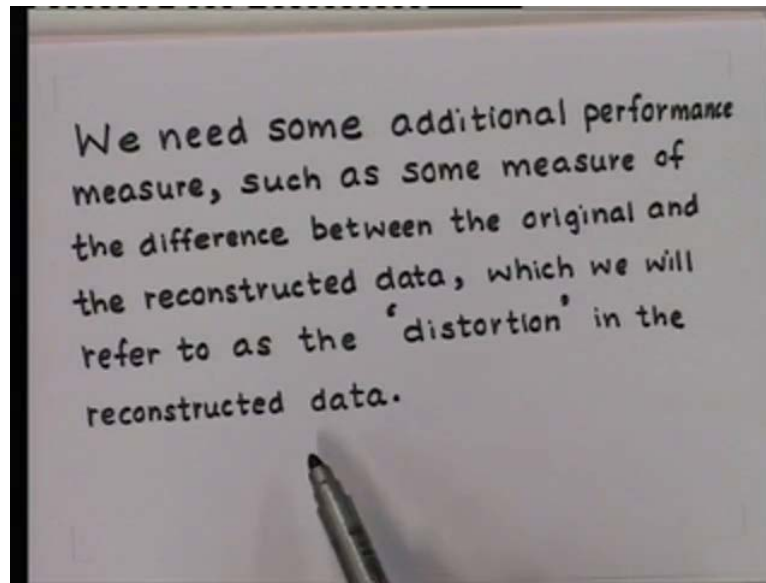 We need some additional performance
measure, such as some measure of
the difference between the original and
the reconstructed data, which we will
refer to as the 'distortion' in the
reconstructed data.